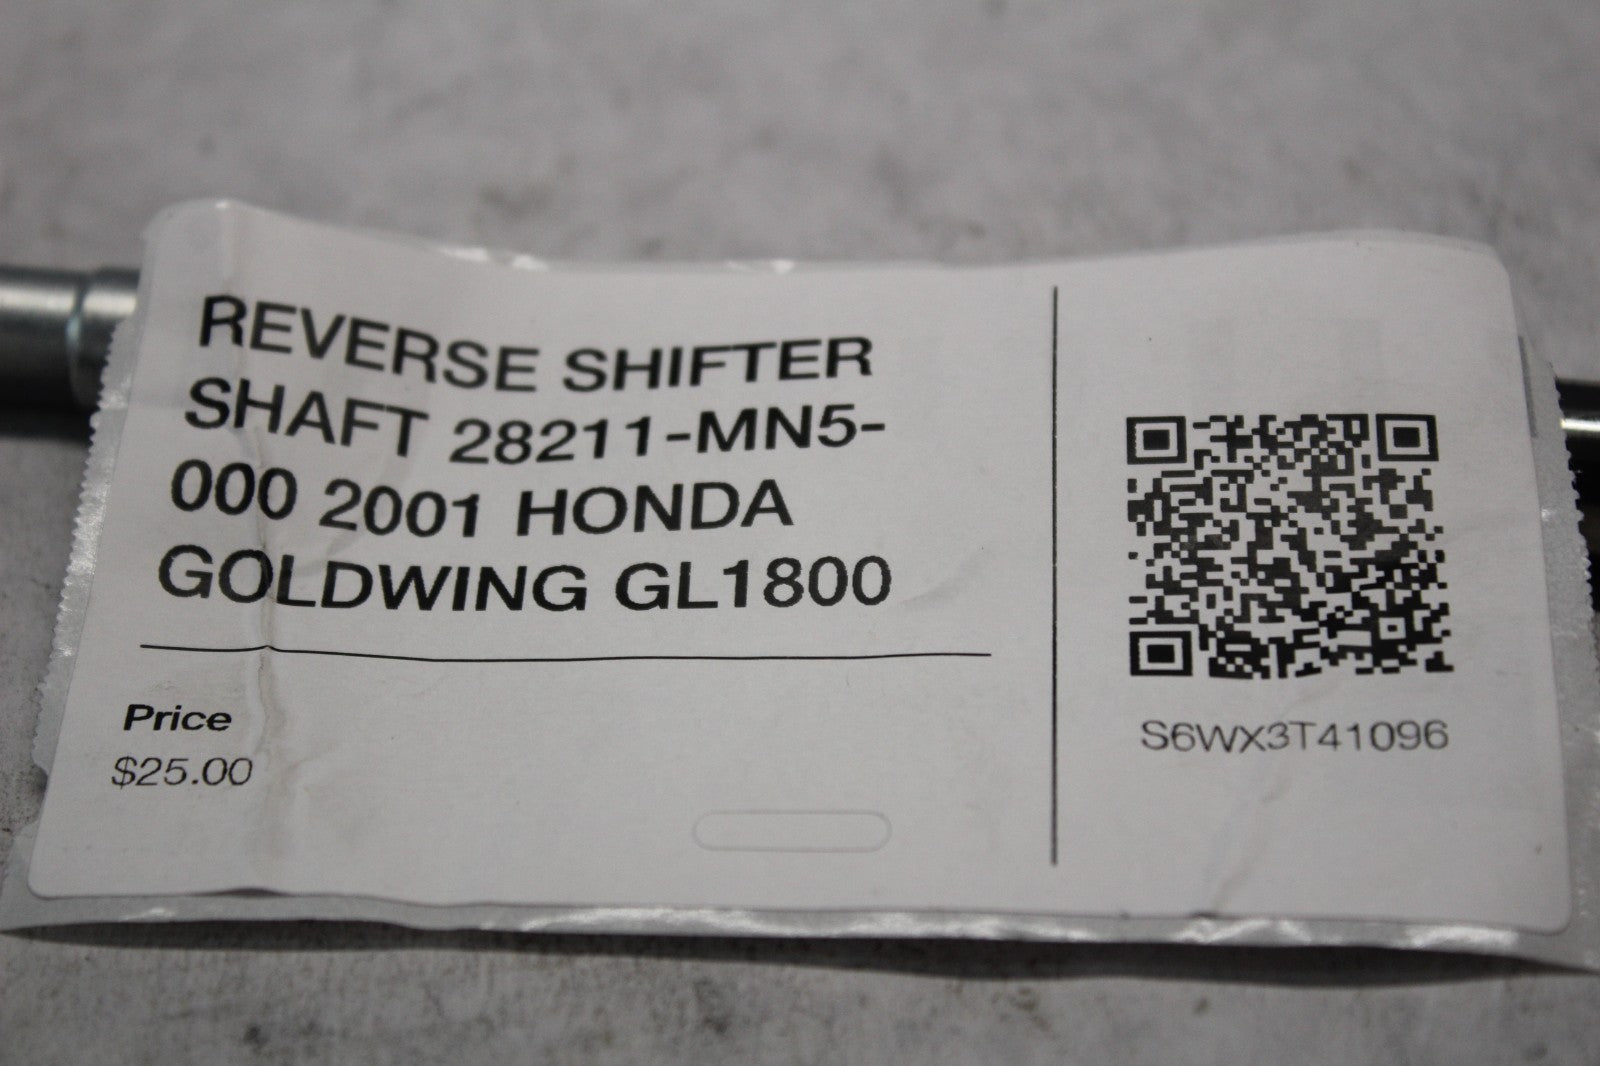 REVERSE SHIFTER
SHAFT 28211-MN5-
000 2001 HONDA
GOLDWING GL1800
Price
$25.00
S6WX3T41096